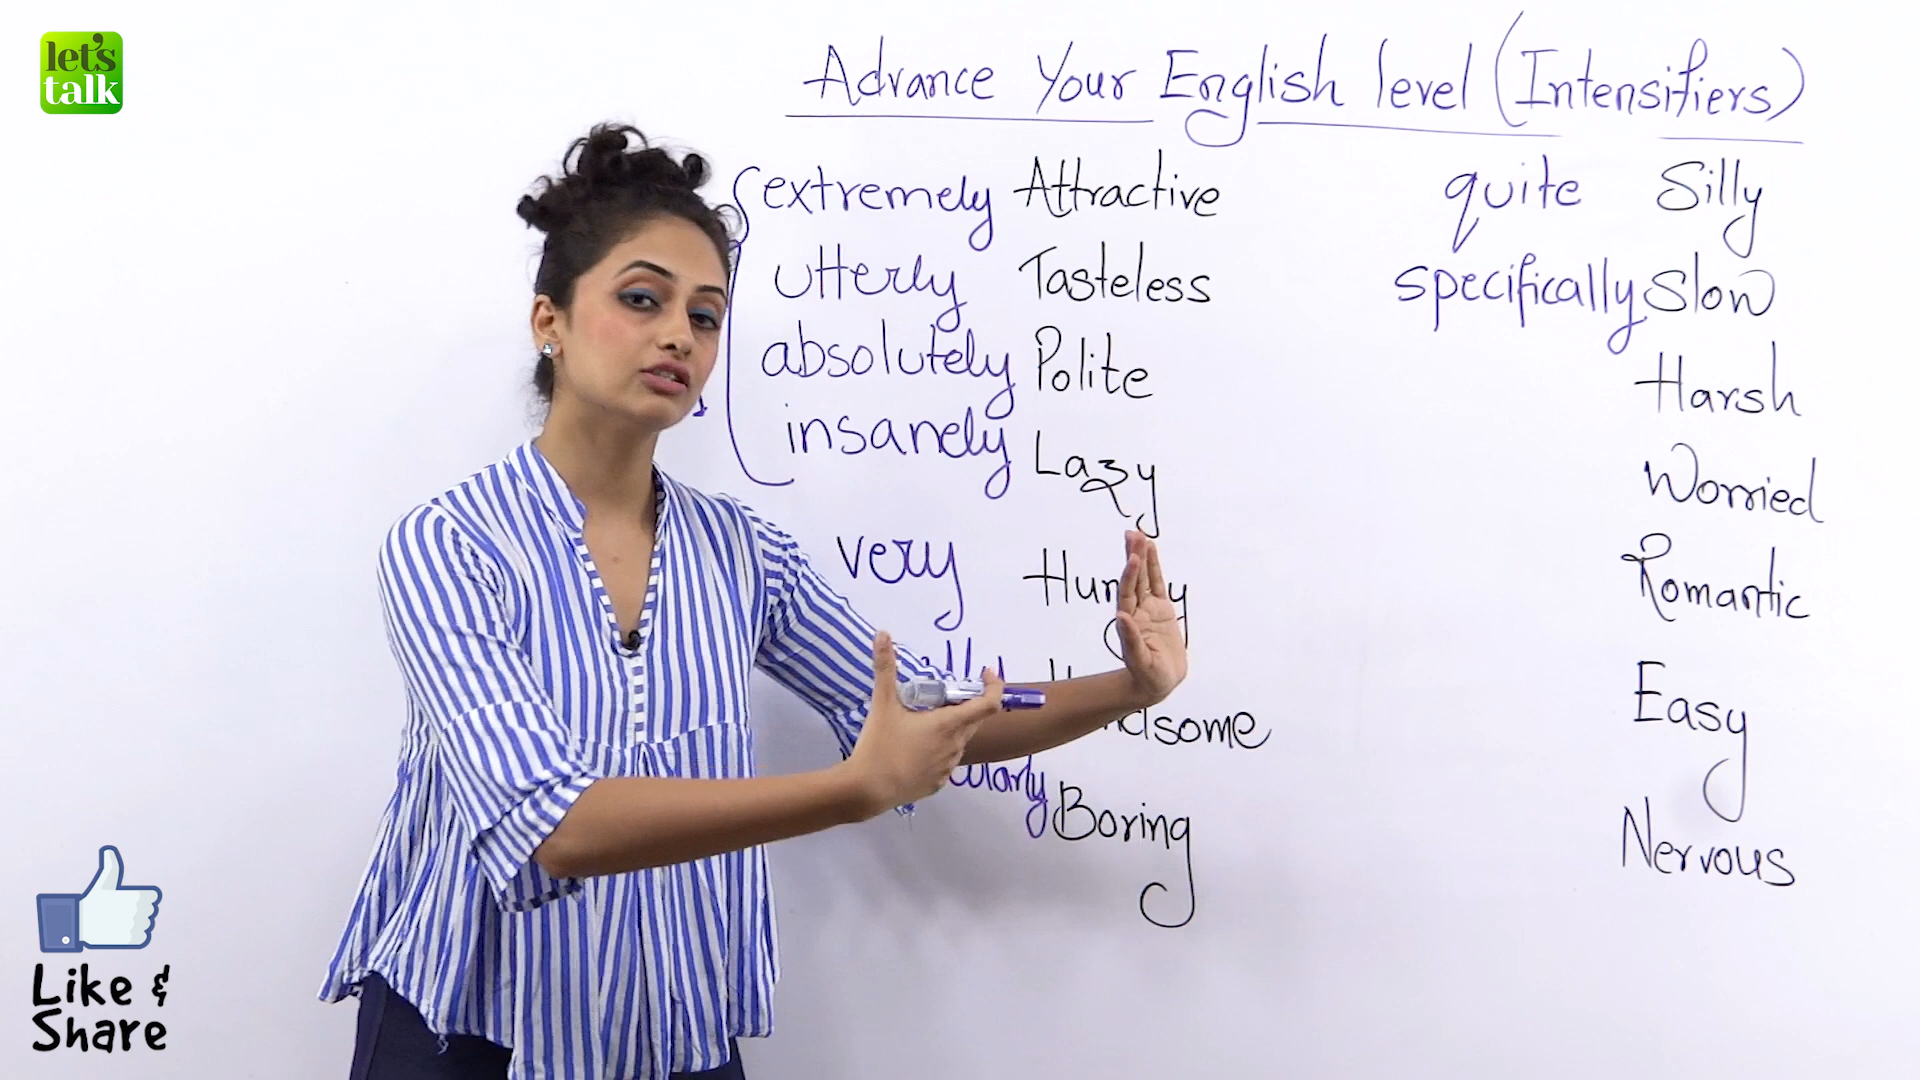 let's
talk
Advance Your English level (Intensifiers)
extremely Attractive
utterly Tasteless
absolutely Polite
insanely Lazy
very
Boring
quite Silly
specifically Slow
Harsh
Worried
Romantic
Easy
Nervous
Like &
Share